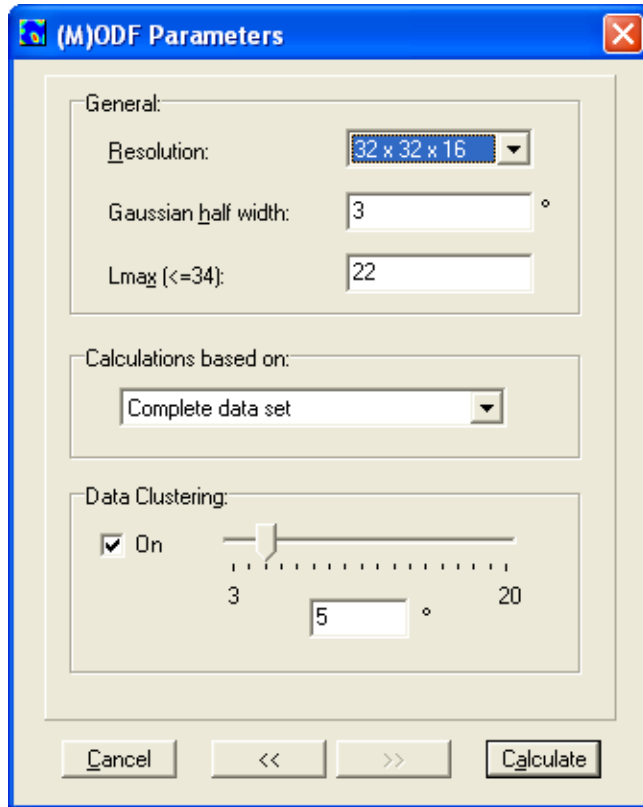 (M)ODF Parameters
General:
Resolution:
32 x 32 x 16
Gaussian half width:
3
°
Lmax (<=34):
22
Calculations based on:
Complete data set
Data Clustering:
On
3
20
5
°
Cancel
<<
>>
Calculate